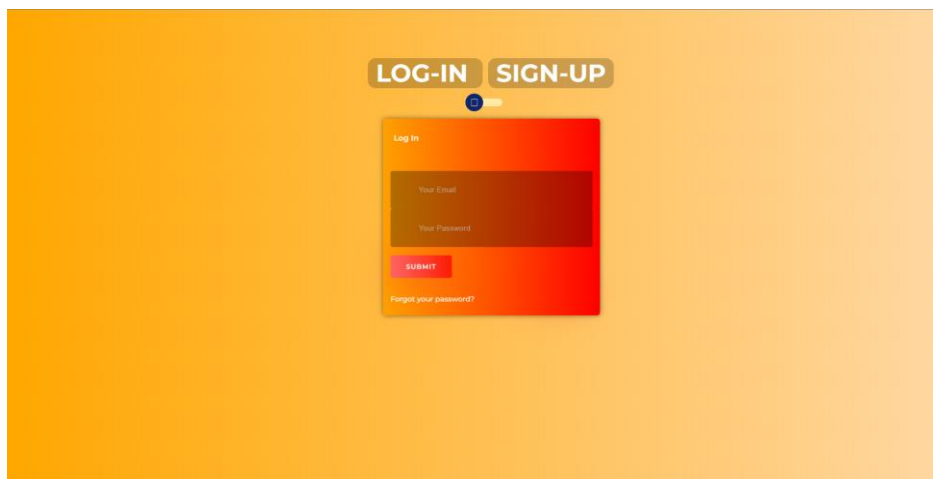 LOG-IN SIGN-UP
Log In
Your Email
Your Password
SUBMIT
Forgot your password?